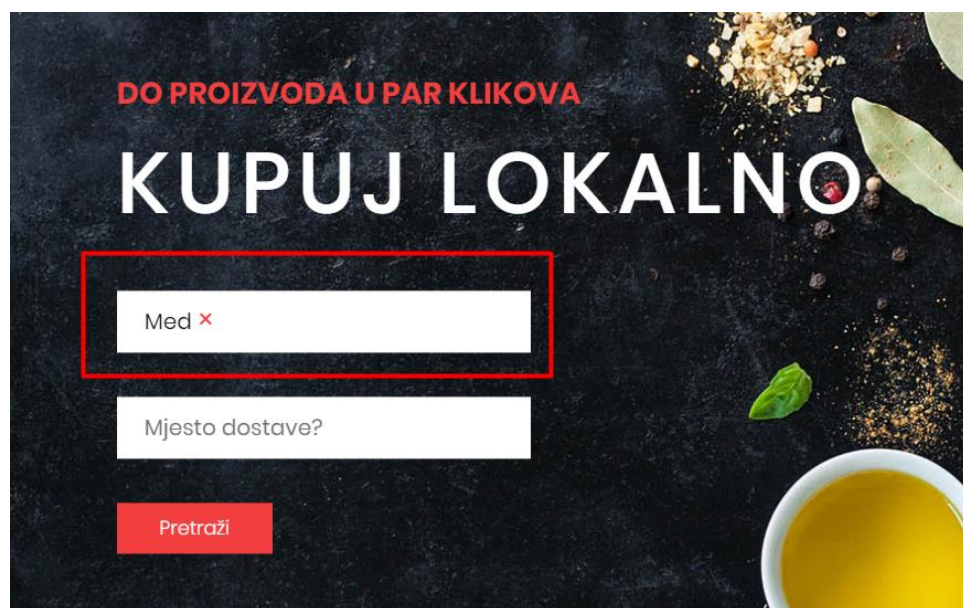 DO PROIZVODA U PAR KLIKOVA
KUPUJ LOKALNO
Med ×
Mjesto dostave?
Pretraži